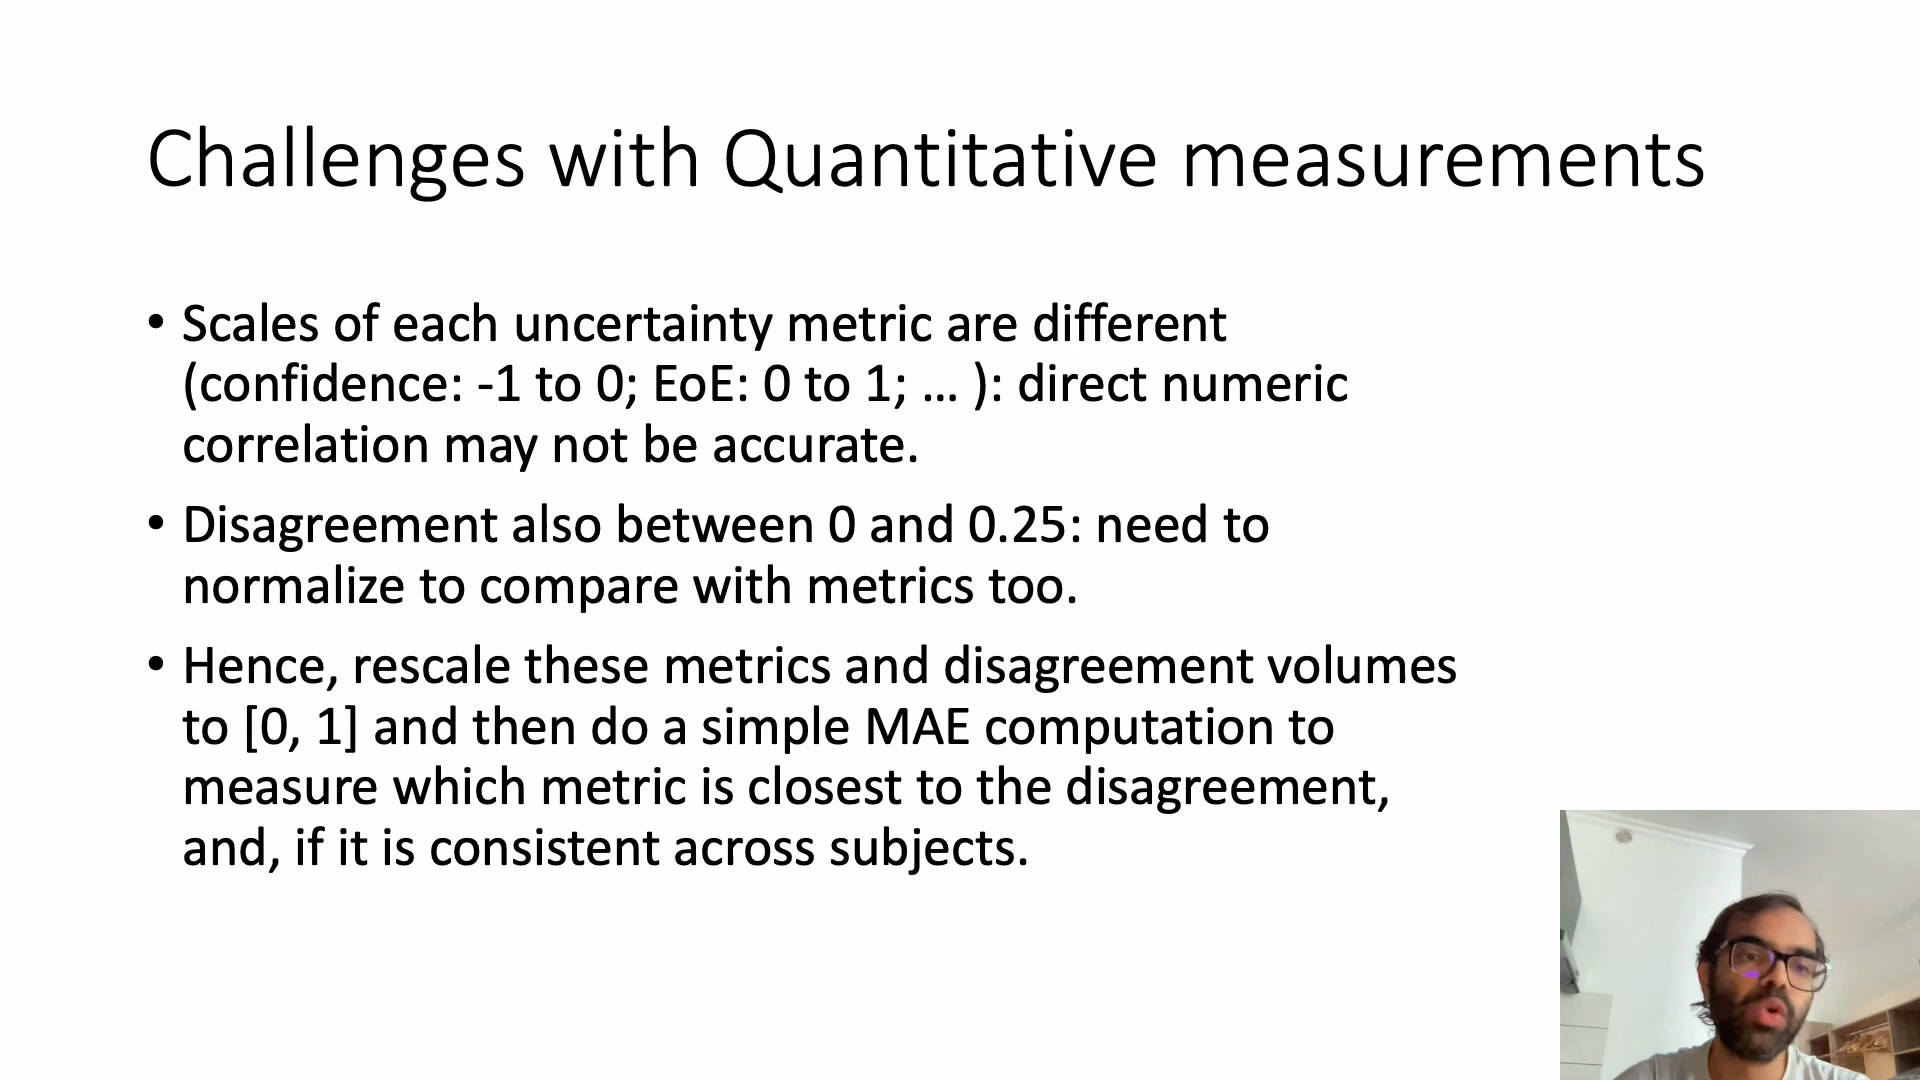 Challenges with Quantitative measurements
• Scales of each uncertainty metric are different
(confidence: -1 to 0; EoE: 0 to 1; … ): direct numeric
correlation may not be accurate.
• Disagreement also between 0 and 0.25: need to
normalize to compare with metrics too.
• Hence, rescale these metrics and disagreement volumes
to [0, 1] and then do a simple MAE computation to
measure which metric is closest to the disagreement,
and, if it is consistent across subjects.